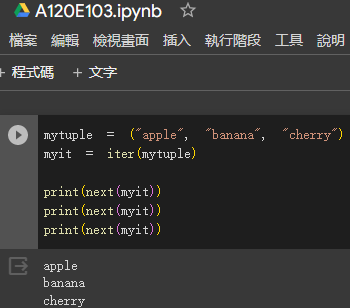 A120E103.ipynb
檔案 編輯 檢視畫面 插入 執行階段 工具 說明
+ 程式碼 + 文字
mytuple = ("apple", "banana", "cherry")
myit = iter(mytuple)
print(next(myit))
print(next(myit))
print(next(myit))
apple
banana
cherry